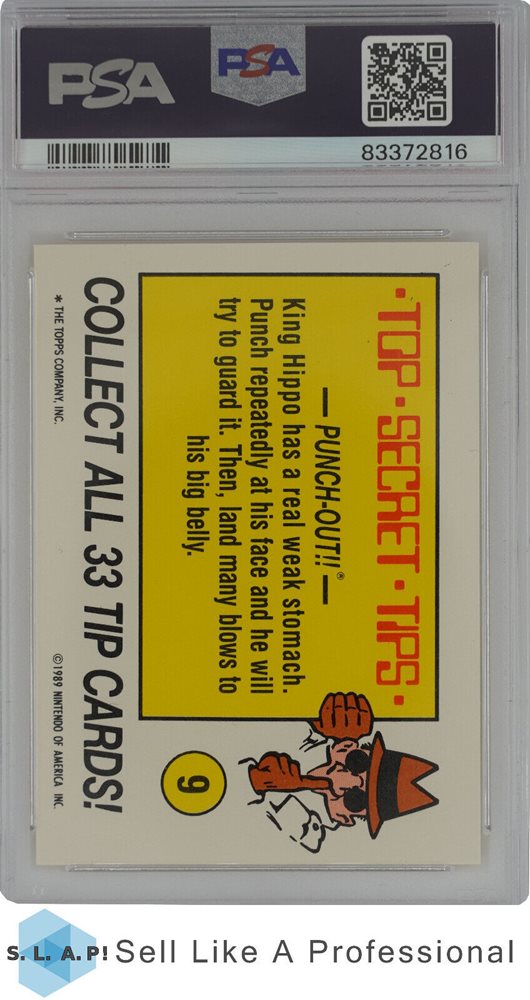 PSA
PSA
83372816
·TOP·SECRET·TIPS·
— PUNCH-OUT!!® —
King Hippo has a real weak stomach.
Punch repeatedly at his face and he will
try to guard it. Then, land many blows to
his big belly.
9
COLLECT ALL 33 TIP CARDS!
* THE TOPPS COMPANY, INC.
©1989 NINTENDO OF AMERICA INC.
S. L. A. P! Sell Like A Professional